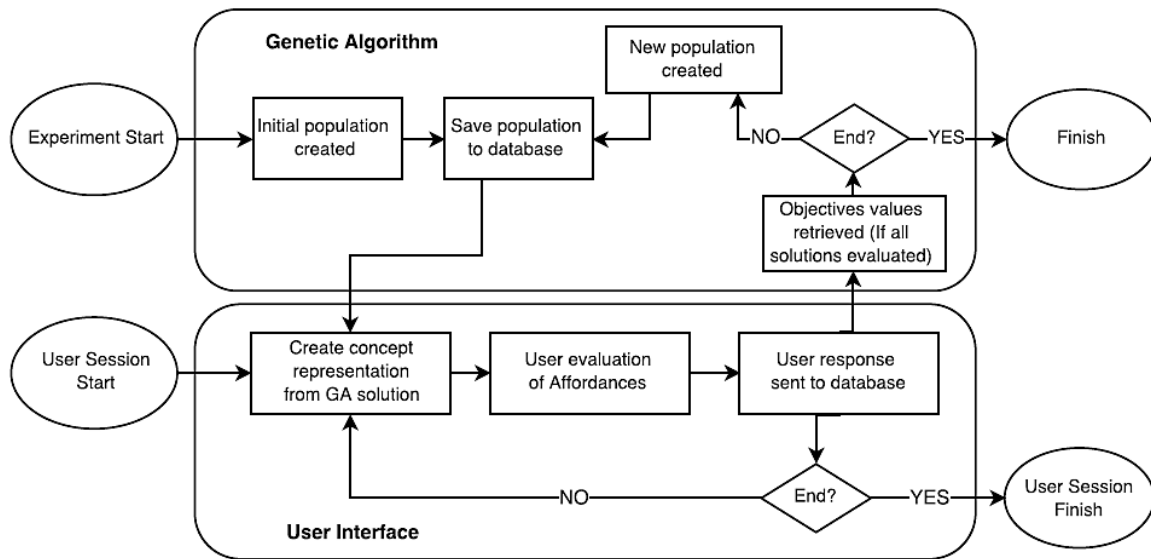 Genetic Algorithm
New population
created
Experiment Start
Initial population
created
Save population
to database
NO
End?
YES
Finish
Objectives values
retrieved (If all
solutions evaluated)
User Session
Start
Create concept
representation
from GA solution
User evaluation
of Affordances
User response
sent to database
NO
End?
YES
User Session
Finish
User Interface